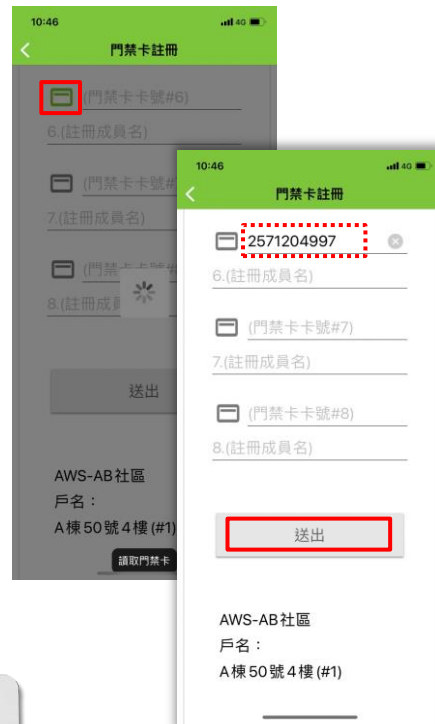 10:46
4G
門禁卡註冊
(門禁卡卡號#6)
6.(註冊成員名)
(門禁卡卡號#
7.(註冊成員名)
(門禁卡
8.(註冊成員
送出
AWS-AB社區
戶名：
A棟50號4樓(#1)
讀取門禁卡
10:46
4G
門禁卡註冊
2571204997
6.(註冊成員名)
(門禁卡卡號#7)
7.(註冊成員名)
(門禁卡卡號#8)
8.(註冊成員名)
送出
AWS-AB社區
戶名：
A棟50號4樓(#1)